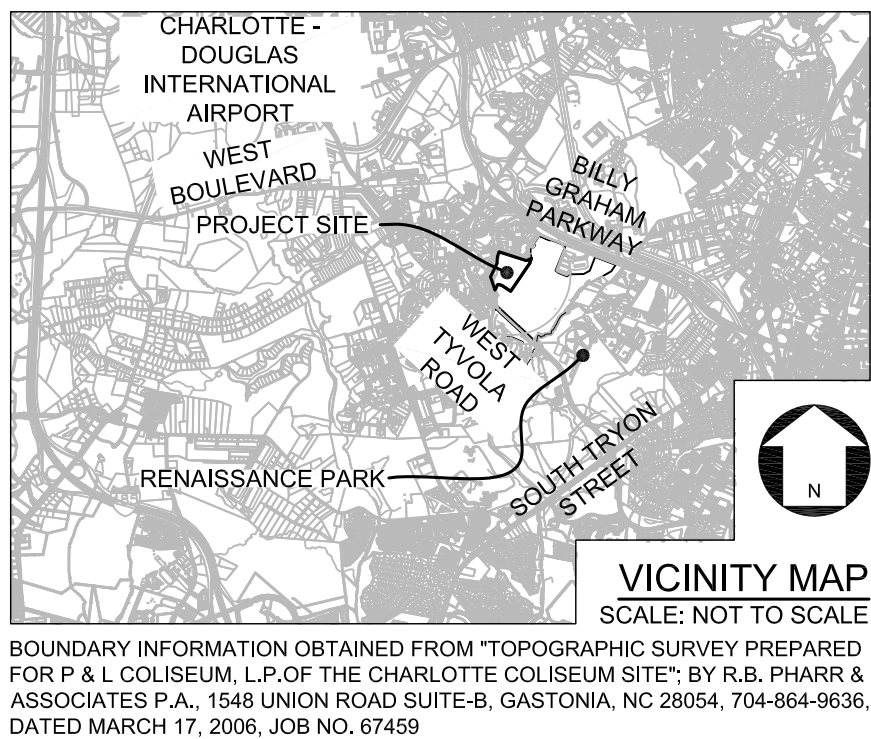 CHARLOTTE -
DOUGLAS
INTERNATIONAL
AIRPORT
WEST
BOULEVARD
BILLY
GRAHAM
PARKWAY
PROJECT SITE
WEST
TYVOLA
ROAD
RENAISSANCE PARK
SOUTH TRYON
STREET
N
VICINITY MAP
SCALE: NOT TO SCALE
BOUNDARY INFORMATION OBTAINED FROM "TOPOGRAPHIC SURVEY PREPARED
FOR P & L COLISEUM, L.P.OF THE CHARLOTTE COLISEUM SITE"; BY R.B. PHARR &
ASSOCIATES P.A., 1548 UNION ROAD SUITE-B, GASTONIA, NC 28054, 704-864-9636,
DATED MARCH 17, 2006, JOB NO. 67459